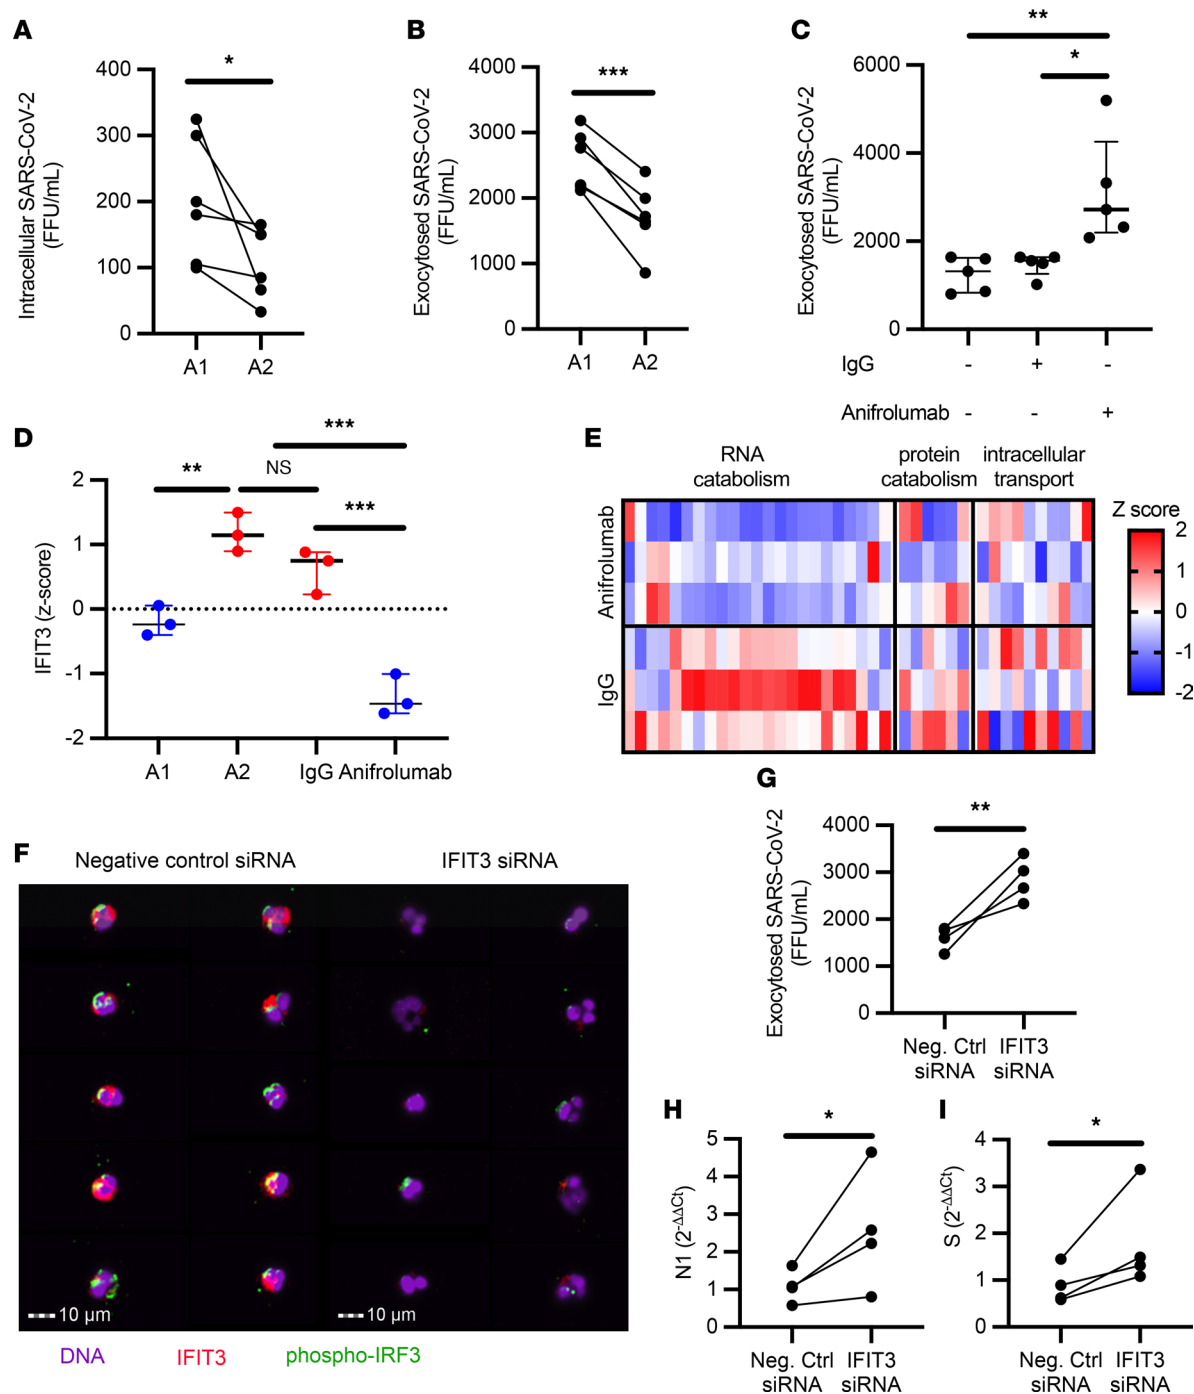 A
*
Intracellular SARS-CoV-2
(FFU/mL)
400
300
200
100
0
A1 A2
B
***
Exocytosed SARS-CoV-2
(FFU/mL)
4000
3000
2000
1000
0
A1 A2
C
**
*
Exocytosed SARS-CoV-2
(FFU/mL)
6000
4000
2000
0
IgG - + -
Anifrolumab - - +
D
***
** NS
***
IFIT3 (z-score)
2
1
0
-1
-2
A1 A2 IgG Anifrolumab
E
RNA
catabolism
protein
catabolism
intracellular
transport
Anifrolumab
IgG
Z score
2
1
0
-1
-2
F
Negative control siRNA IFIT3 siRNA
10 μm 10 μm
DNA IFIT3 phospho-IRF3
G
**
Exocytosed SARS-CoV-2
(FFU/mL)
4000
3000
2000
1000
0
Neg. Ctrl IFIT3
siRNA siRNA
H
*
N1 (2-ΔΔCt)
5
4
3
2
1
0
Neg. Ctrl IFIT3
siRNA siRNA
I
*
S (2-ΔΔCt)
4
3
2
1
0
Neg. Ctrl IFIT3
siRNA siRNA